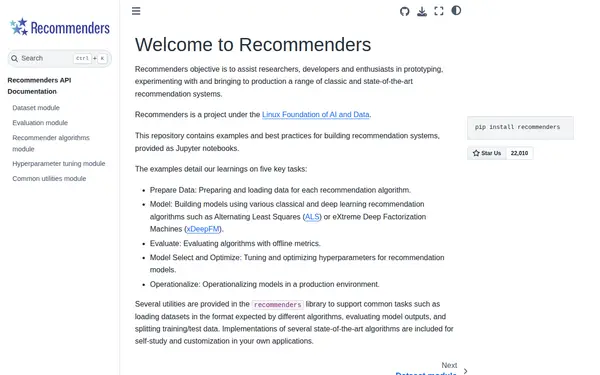 Recommenders
Search
Ctrl + K
Recommenders API
Documentation
Dataset module
Evaluation module
Recommender algorithms
module
Hyperparameter tuning module
Common utilities module
Welcome to Recommenders
Recommenders objective is to assist researchers, developers and enthusiasts in prototyping,
experimenting with and bringing to production a range of classic and state-of-the-art
recommendation systems.
Recommenders is a project under the Linux Foundation of AI and Data.
This repository contains examples and best practices for building recommendation systems,
provided as Jupyter notebooks.
The examples detail our learnings on five key tasks:
• Prepare Data: Preparing and loading data for each recommendation algorithm.
• Model: Building models using various classical and deep learning recommendation
algorithms such as Alternating Least Squares (ALS) or eXtreme Deep Factorization
Machines (xDeepFM).
• Evaluate: Evaluating algorithms with offline metrics.
• Model Select and Optimize: Tuning and optimizing hyperparameters for recommendation
models.
• Operationalize: Operationalizing models in a production environment.
Several utilities are provided in the recommenders library to support common tasks such as
loading datasets in the format expected by different algorithms, evaluating model outputs, and
splitting training/test data. Implementations of several state-of-the-art algorithms are included for
self-study and customization in your own applications.
Next
Dataset module
pip install recommenders
Star Us 22,010